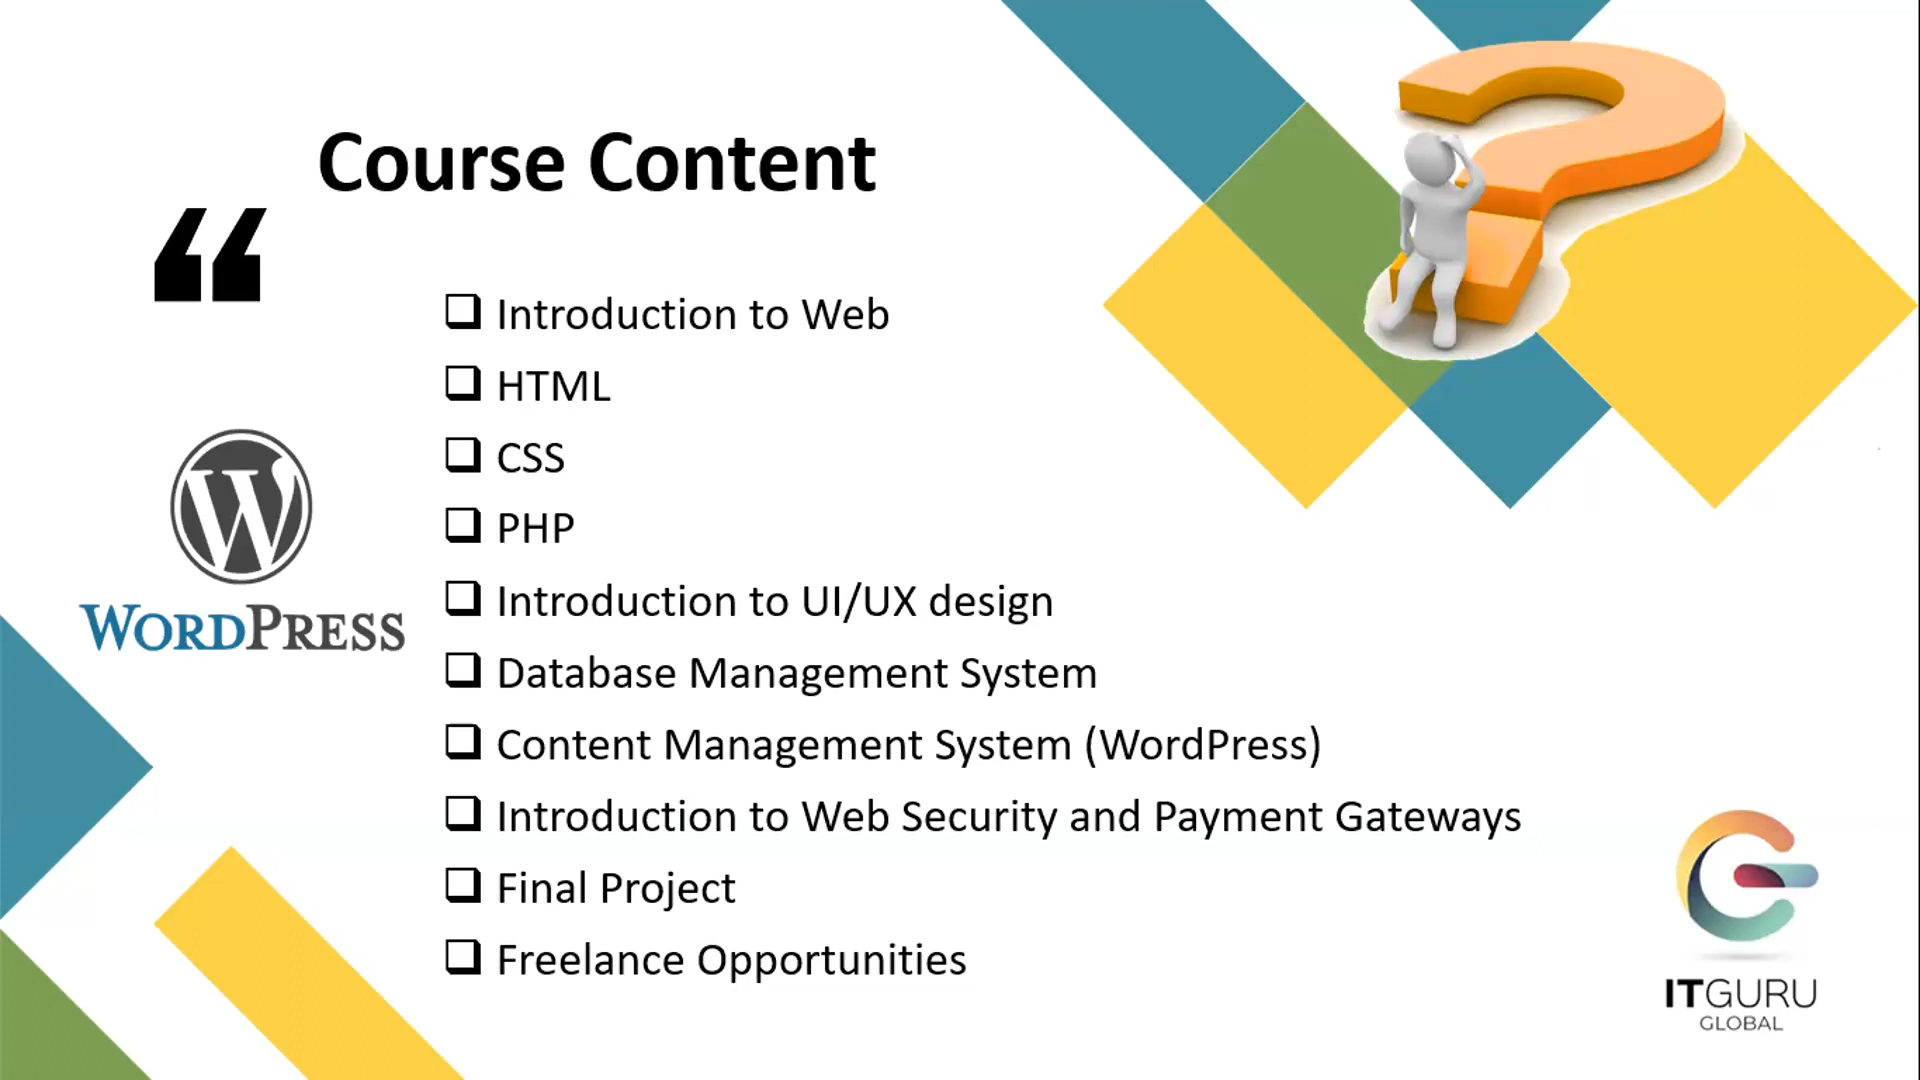 Course Content
“
Introduction to Web
HTML
CSS
PHP
Introduction to UI/UX design
Database Management System
Content Management System (WordPress)
Introduction to Web Security and Payment Gateways
Final Project
Freelance Opportunities
W
WORDPRESS
ITGURU
GLOBAL